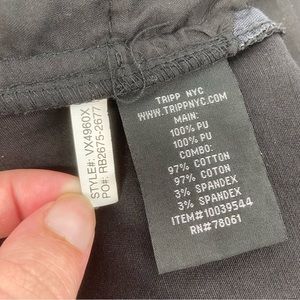 STYLE#: VX4960X
PO#: RB2675-2677
TRIPP NYC
WWW.TRIPPNYC.COM
MAIN:
100% PU
100% PU
COMBO:
97% COTTON
97% COTON
3% SPANDEX
3% SPANDEX
ITEM#10039544
RN#78061